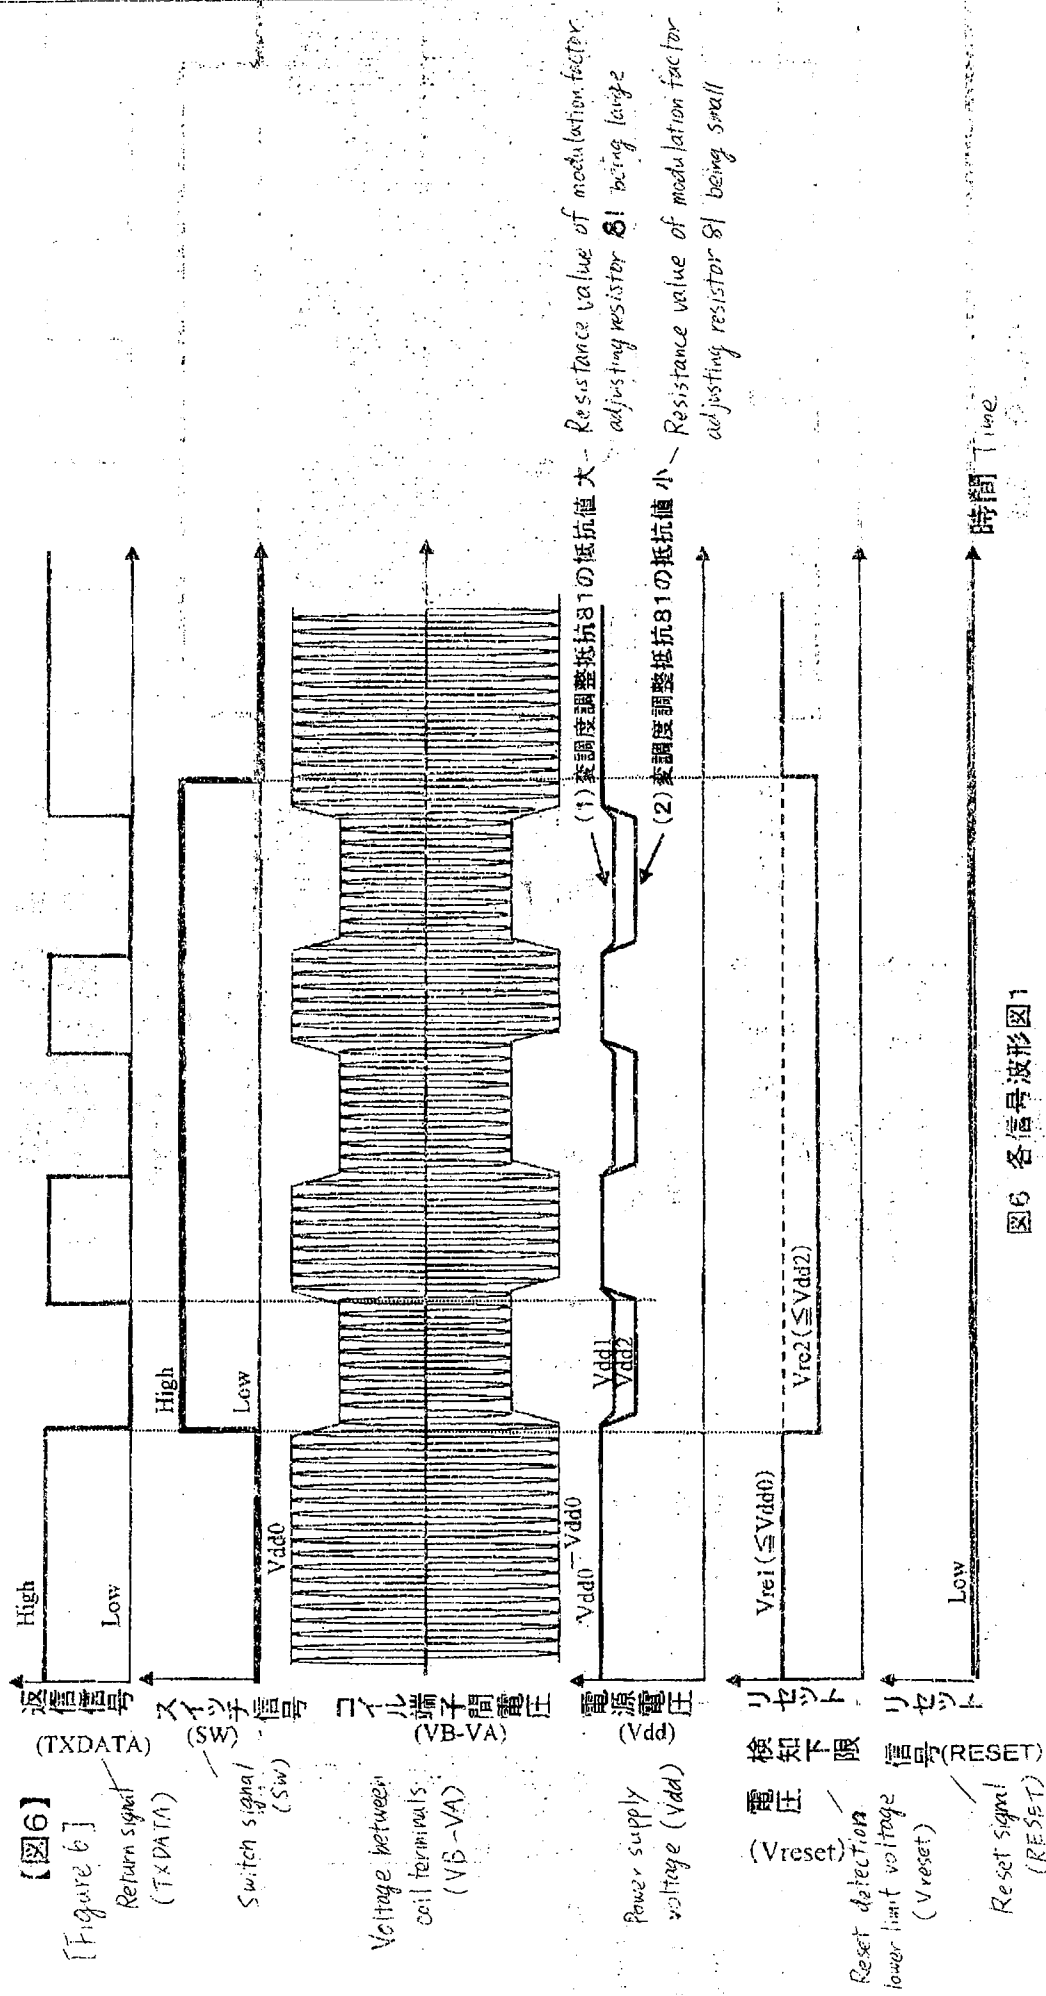 【図6】
[Figure 6]
返信信号
(TXDATA)
Return signal
(TXDATA)
High
Low
スイッチ信号
(SW)
Switch signal
(SW)
High
Low
コイル端子間電圧
(VB-VA)
Voltage between
coil terminals
(VB-VA)
Vdd0
-Vdd0
電源電圧
(Vdd)
Power supply
voltage (Vdd)
Vdd0
Vdd1
Vdd2
(1)変調度調整抵抗81の抵抗値 大
Resistance value of modulation factor
adjusting resistor 81 being large
(2)変調度調整抵抗81の抵抗値 小
Resistance value of modulation factor
adjusting resistor 81 being small
リセット
検知下限
電圧
(Vreset)
Reset detection
lower limit voltage
(Vreset)
Vre1(≦Vdd0)
Vre2(≦Vdd2)
リセット
信号(RESET)
Reset signal
(RESET)
Low
時間 Time
図6 各信号波形図1